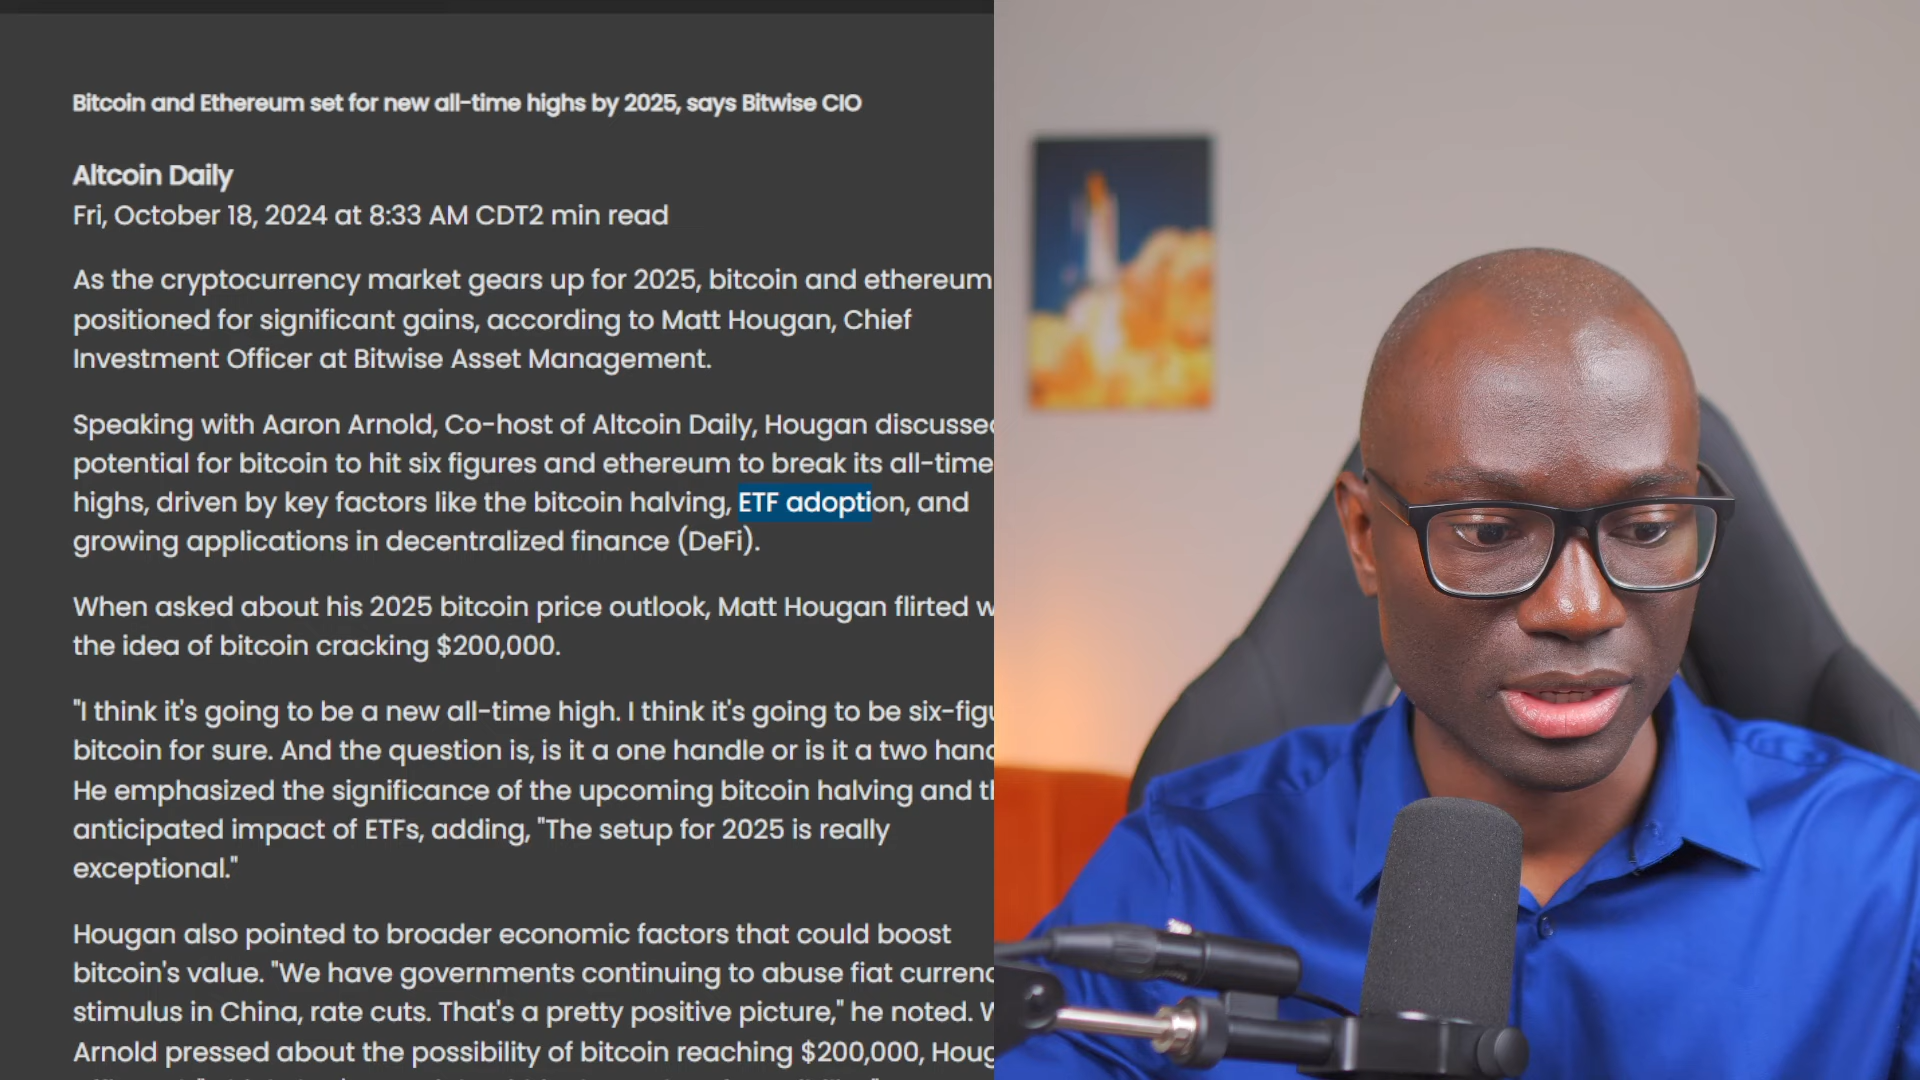 Bitcoin and Ethereum set for new all-time highs by 2025, says Bitwise CIO
Altcoin Daily
Fri, October 18, 2024 at 8:33 AM CDT2 min read
As the cryptocurrency market gears up for 2025, bitcoin and ethereum
positioned for significant gains, according to Matt Hougan, Chief
Investment Officer at Bitwise Asset Management.
Speaking with Aaron Arnold, Co-host of Altcoin Daily, Hougan discussed
potential for bitcoin to hit six figures and ethereum to break its all-time
highs, driven by key factors like the bitcoin halving, ETF adoption, and
growing applications in decentralized finance (DeFi).
When asked about his 2025 bitcoin price outlook, Matt Hougan flirted
the idea of bitcoin cracking $200,000.
"I think it's going to be a new all-time high. I think it's going to be
bitcoin for sure. And the question is, is it a one handle or is it a two
He emphasized the significance of the upcoming bitcoin halving and
anticipated impact of ETFs, adding, "The setup for 2025 is really
exceptional."
Hougan also pointed to broader economic factors that could boost
bitcoin's value. "We have governments continuing to abuse fiat
stimulus in China, rate cuts. That's a pretty positive picture," he noted.
Arnold pressed about the possibility of bitcoin reaching $200,000,